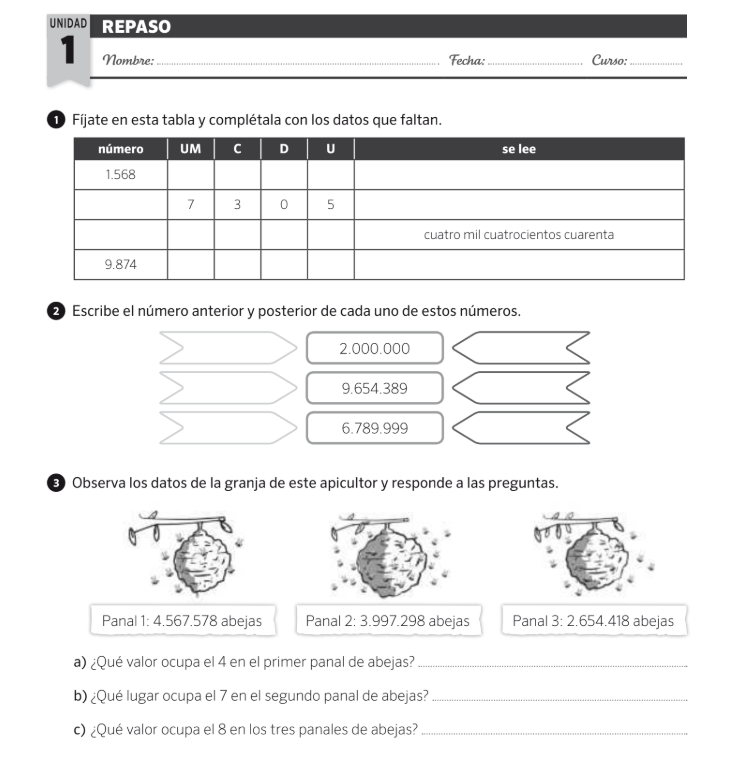 UNIDAD 1 REPASO
Nombre: Fecha: Curso:
1 Fíjate en esta tabla y complétala con los datos que faltan.
número UM C D U se lee
1.568
7 3 0 5
cuatro mil cuatrocientos cuarenta
9.874
2 Escribe el número anterior y posterior de cada uno de estos números.
2.000.000
9.654.389
6.789.999
3 Observa los datos de la granja de este apicultor y responde a las preguntas.
Panal 1: 4.567.578 abejas Panal 2: 3.997.298 abejas Panal 3: 2.654.418 abejas
a) ¿Qué valor ocupa el 4 en el primer panal de abejas?
b) ¿Qué lugar ocupa el 7 en el segundo panal de abejas?
c) ¿Qué valor ocupa el 8 en los tres panales de abejas?